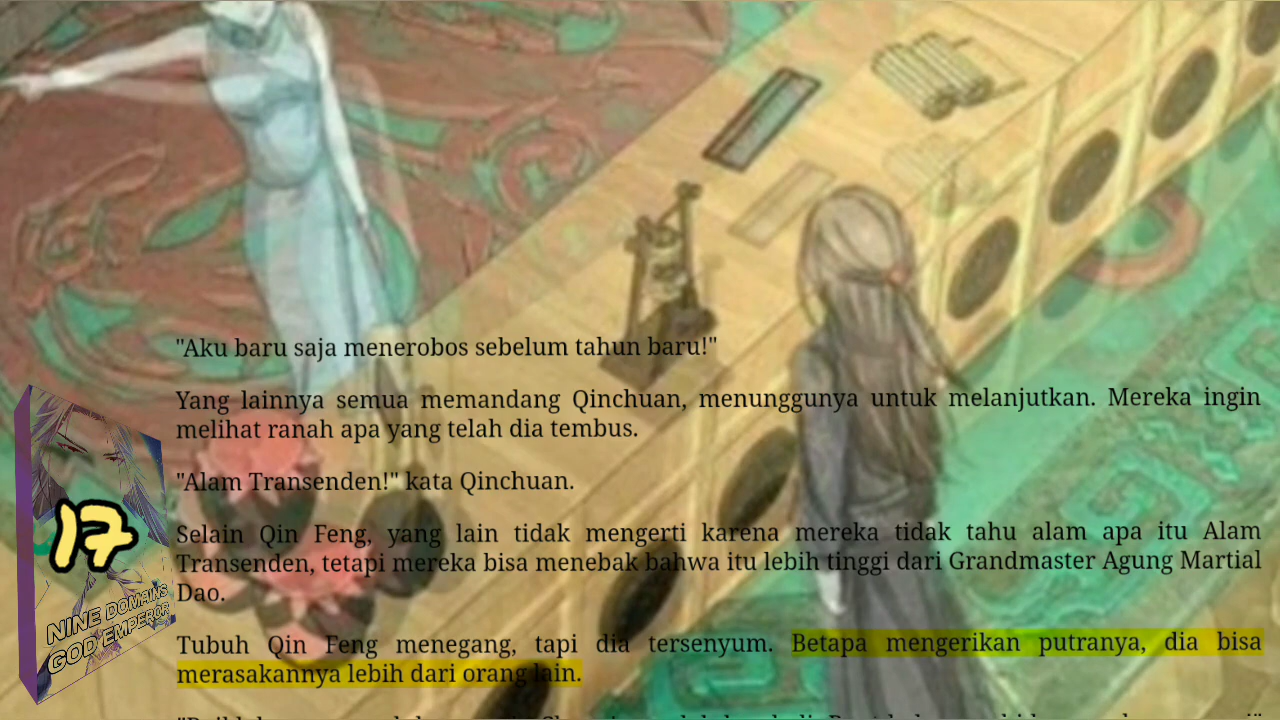 "Aku baru saja menerobos sebelum tahun baru!"
Yang lainnya semua memandang Qinchuan, menunggunya untuk melanjutkan. Mereka ingin
melihat ranah apa yang telah dia tembus.
"Alam Transenden!" kata Qinchuan.
Selain Qin Feng, yang lain tidak mengerti karena mereka tidak tahu alam apa itu Alam
Transenden, tetapi mereka bisa menebak bahwa itu lebih tinggi dari Grandmaster Agung Martial
Dao.
17
NINE DOMAINS
GOD EMPEROR
Tubuh Qin Feng menegang, tapi dia tersenyum. Betapa mengerikan putranya, dia bisa
merasakannya lebih dari orang lain.